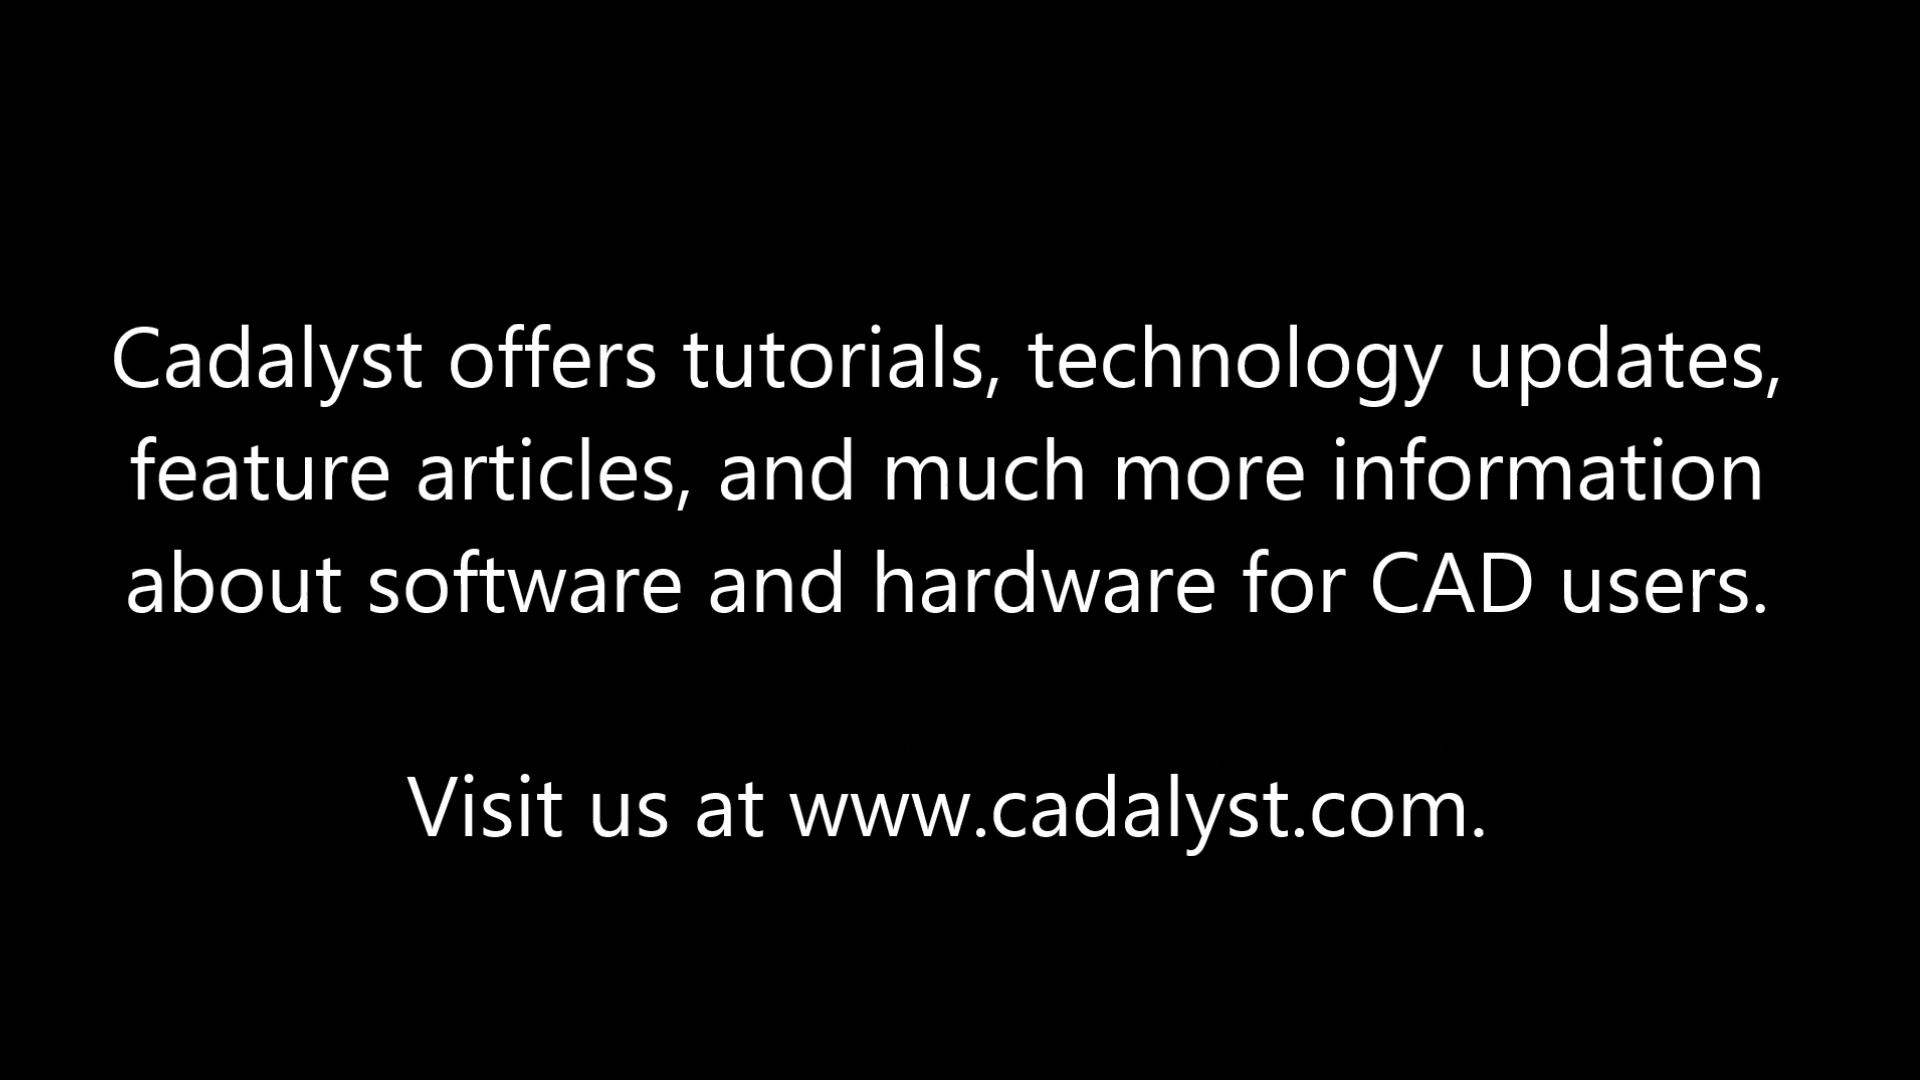 Cadalyst offers tutorials, technology updates,
feature articles, and much more information
about software and hardware for CAD users.
Visit us at www.cadalyst.com.